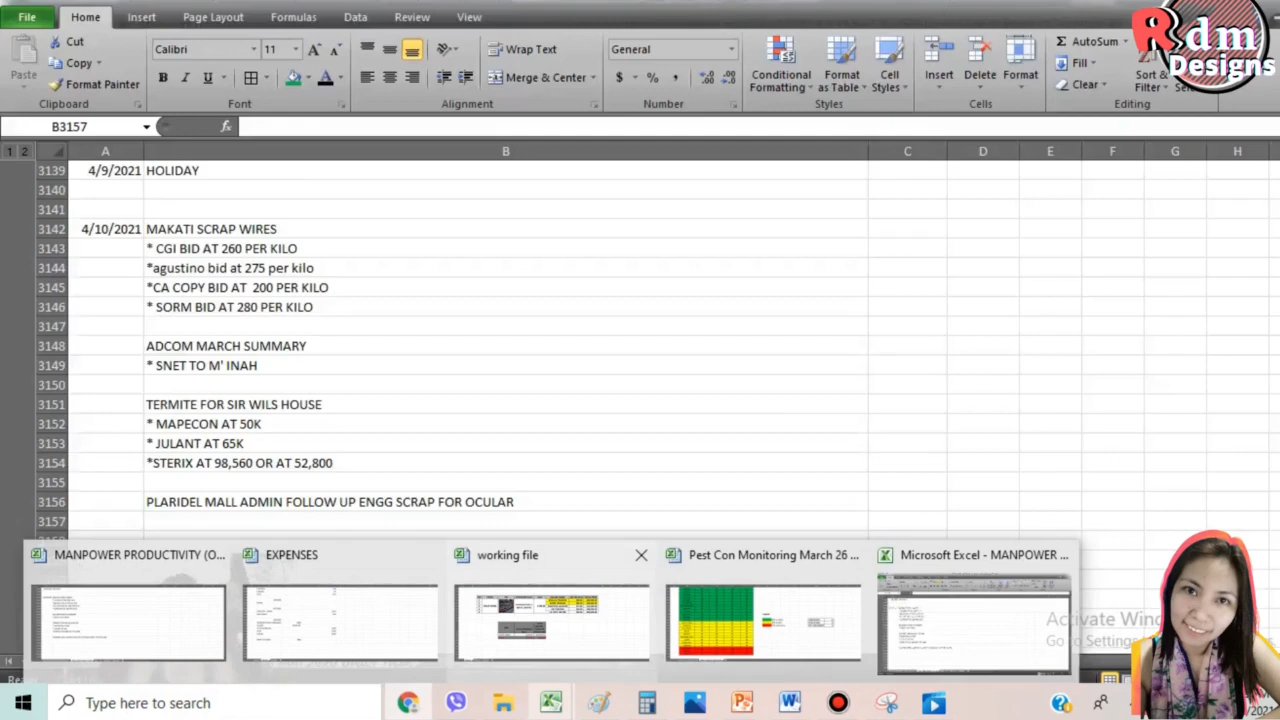 File Home Insert Page Layout Formulas Data Review View
Cut
Copy
Format Painter
Paste
Clipboard
Calibri 11
B I U
Font
Wrap Text
Merge & Center
Alignment
General
$ % ,
Number
Conditional Formatting
Format as Table
Cell Styles
Styles
Insert Delete Format
Cells
Σ AutoSum
Fill
Clear
Sort & Filter
Editing
Rdm
Designs
B3157 fx
1 2 A B C D E F G H
3139 4/9/2021 HOLIDAY
3140
3141
3142 4/10/2021 MAKATI SCRAP WIRES
3143 * CGI BID AT 260 PER KILO
3144 *agustino bid at 275 per kilo
3145 *CA COPY BID AT 200 PER KILO
3146 * SORM BID AT 280 PER KILO
3147
3148 ADCOM MARCH SUMMARY
3149 * SNET TO M' INAH
3150
3151 TERMITE FOR SIR WILS HOUSE
3152 * MAPECON AT 50K
3153 * JULANT AT 65K
3154 *STERIX AT 98,560 OR AT 52,800
3155
3156 PLARIDEL MALL ADMIN FOLLOW UP ENGG SCRAP FOR OCULAR
3157
MANPOWER PRODUCTIVITY (O... EXPENSES working file Pest Con Monitoring March 26 ... Microsoft Excel - MANPOWER ...
Activate Wind
Go to Settings
Type here to search